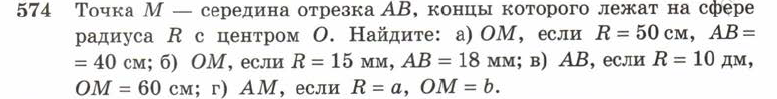 574 Точка M — середина отрезка AB, концы которого лежат на сфере
радиуса R с центром O. Найдите: а) OM, если R = 50 см, AB =
= 40 см; б) OM, если R = 15 мм, AB = 18 мм; в) AB, если R = 10 дм,
OM = 60 см; г) AM, если R = a, OM = b.